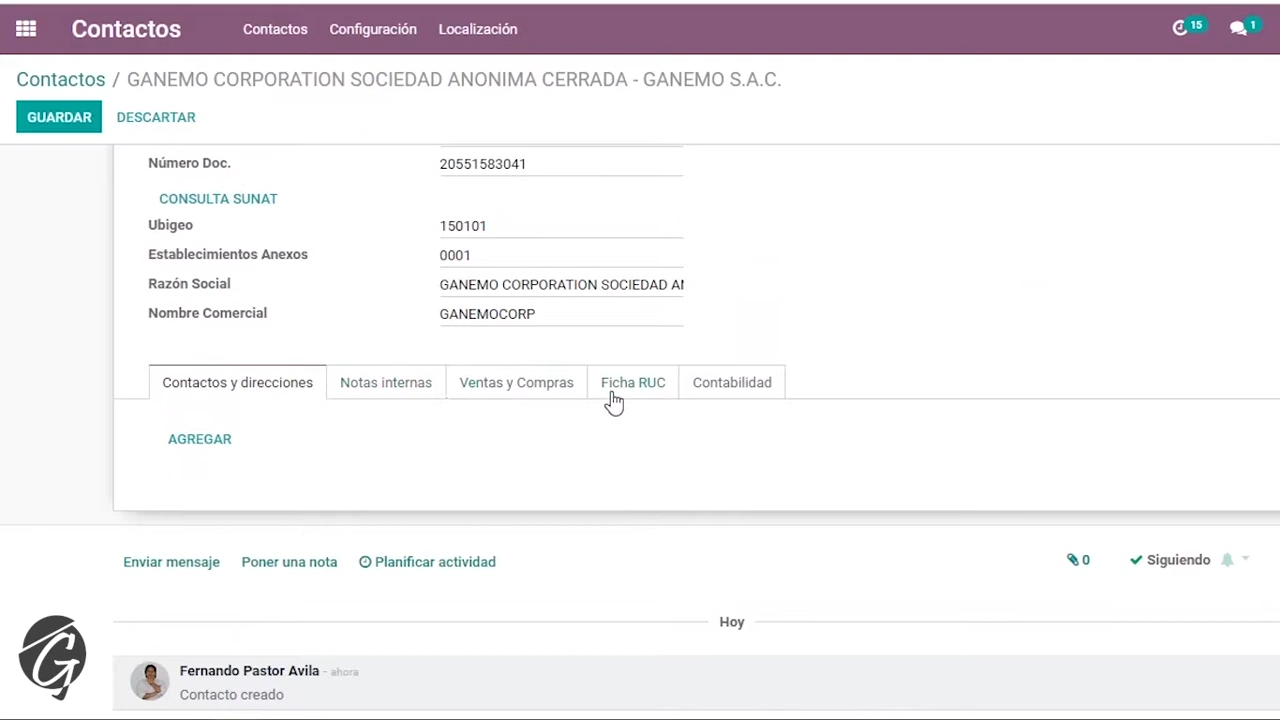 Contactos Contactos Configuración Localización 15 1
Contactos / GANEMO CORPORATION SOCIEDAD ANONIMA CERRADA - GANEMO S.A.C.
GUARDAR DESCARTAR
Número Doc. 20551583041
CONSULTA SUNAT
Ubigeo 150101
Establecimientos Anexos 0001
Razón Social GANEMO CORPORATION SOCIEDAD AN
Nombre Comercial GANEMOCORP
Contactos y direcciones Notas internas Ventas y Compras Ficha RUC Contabilidad
AGREGAR
Enviar mensaje Poner una nota Planificar actividad 0 Siguiendo
Hoy
G
Fernando Pastor Avila - ahora
Contacto creado